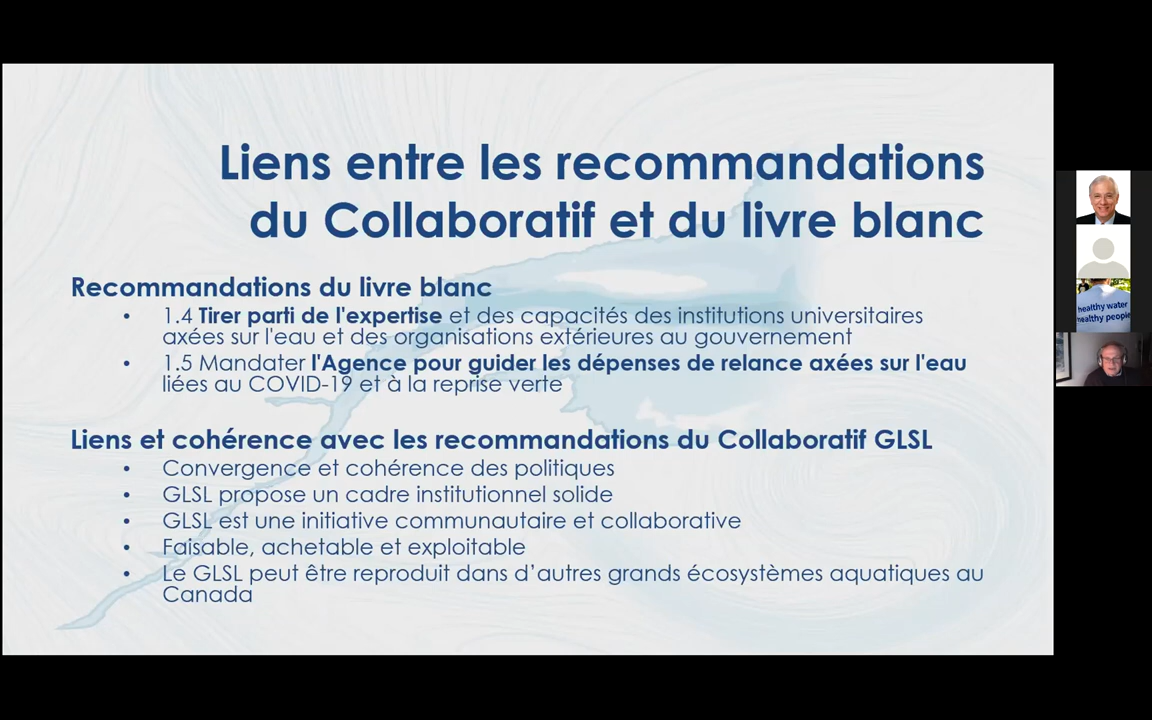 Liens entre les recommandations
du Collaboratif et du livre blanc
Recommandations du livre blanc
• 1.4 Tirer parti de l'expertise et des capacités des institutions universitaires
axées sur l'eau et des organisations extérieures au gouvernement
• 1.5 Mandater l'Agence pour guider les dépenses de relance axées sur l'eau
liées au COVID-19 et à la reprise verte
Liens et cohérence avec les recommandations du Collaboratif GLSL
• Convergence et cohérence des politiques
• GLSL propose un cadre institutionnel solide
• GLSL est une initiative communautaire et collaborative
• Faisable, achetable et exploitable
• Le GLSL peut être reproduit dans d’autres grands écosystèmes aquatiques au
Canada
healthy water
healthy people